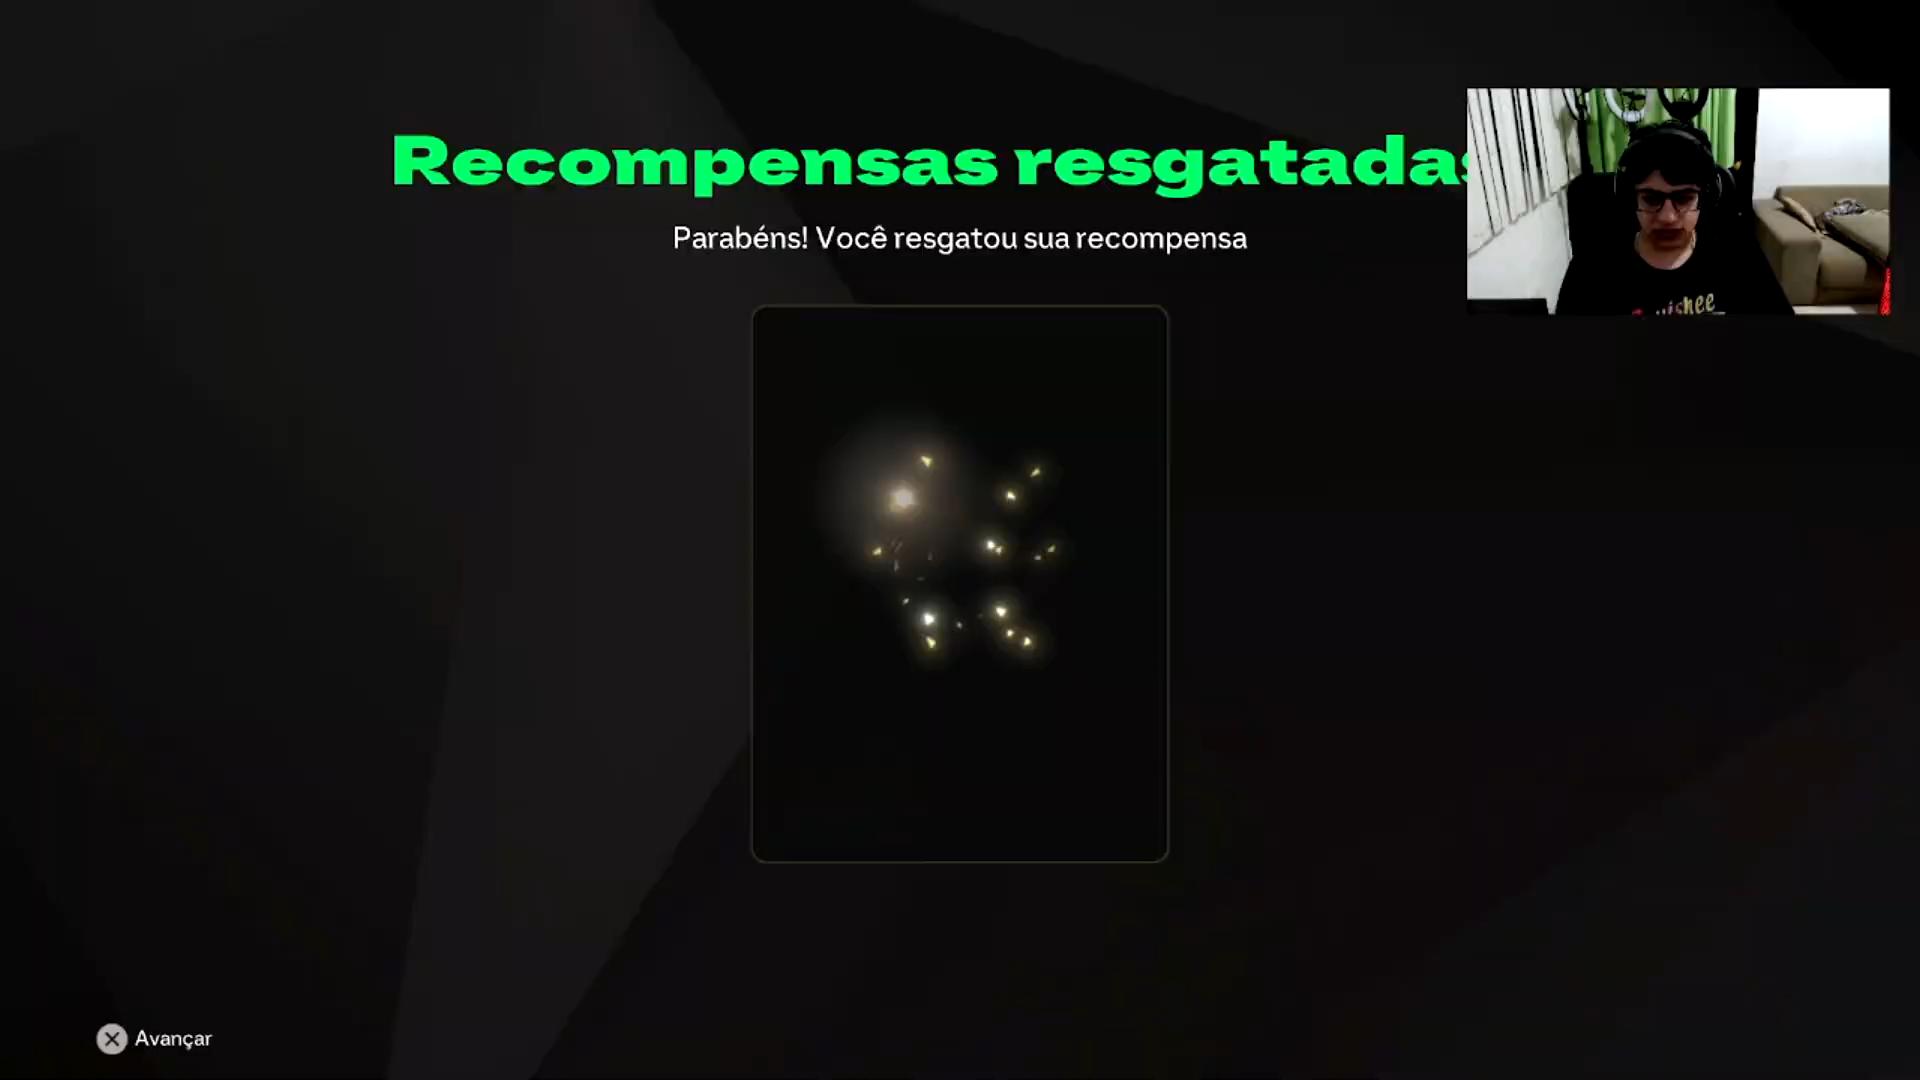 Recompensas resgatadas
Parabéns! Você resgatou sua recompensa
Avançar